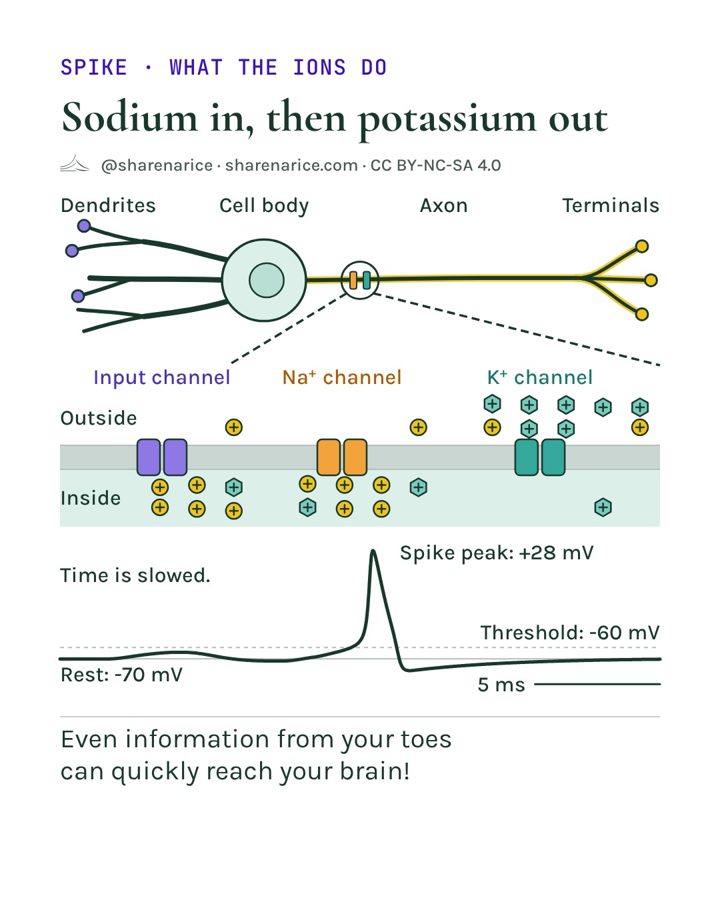 SPIKE · WHAT THE IONS DO
Sodium in, then potassium out
@sharenarice · sharenarice.com · CC BY-NC-SA 4.0
Dendrites Cell body Axon Terminals
Input channel Na⁺ channel K⁺ channel
Outside
Inside
Spike peak: +28 mV
Time is slowed.
Threshold: -60 mV
Rest: -70 mV
5 ms
Even information from your toes
can quickly reach your brain!